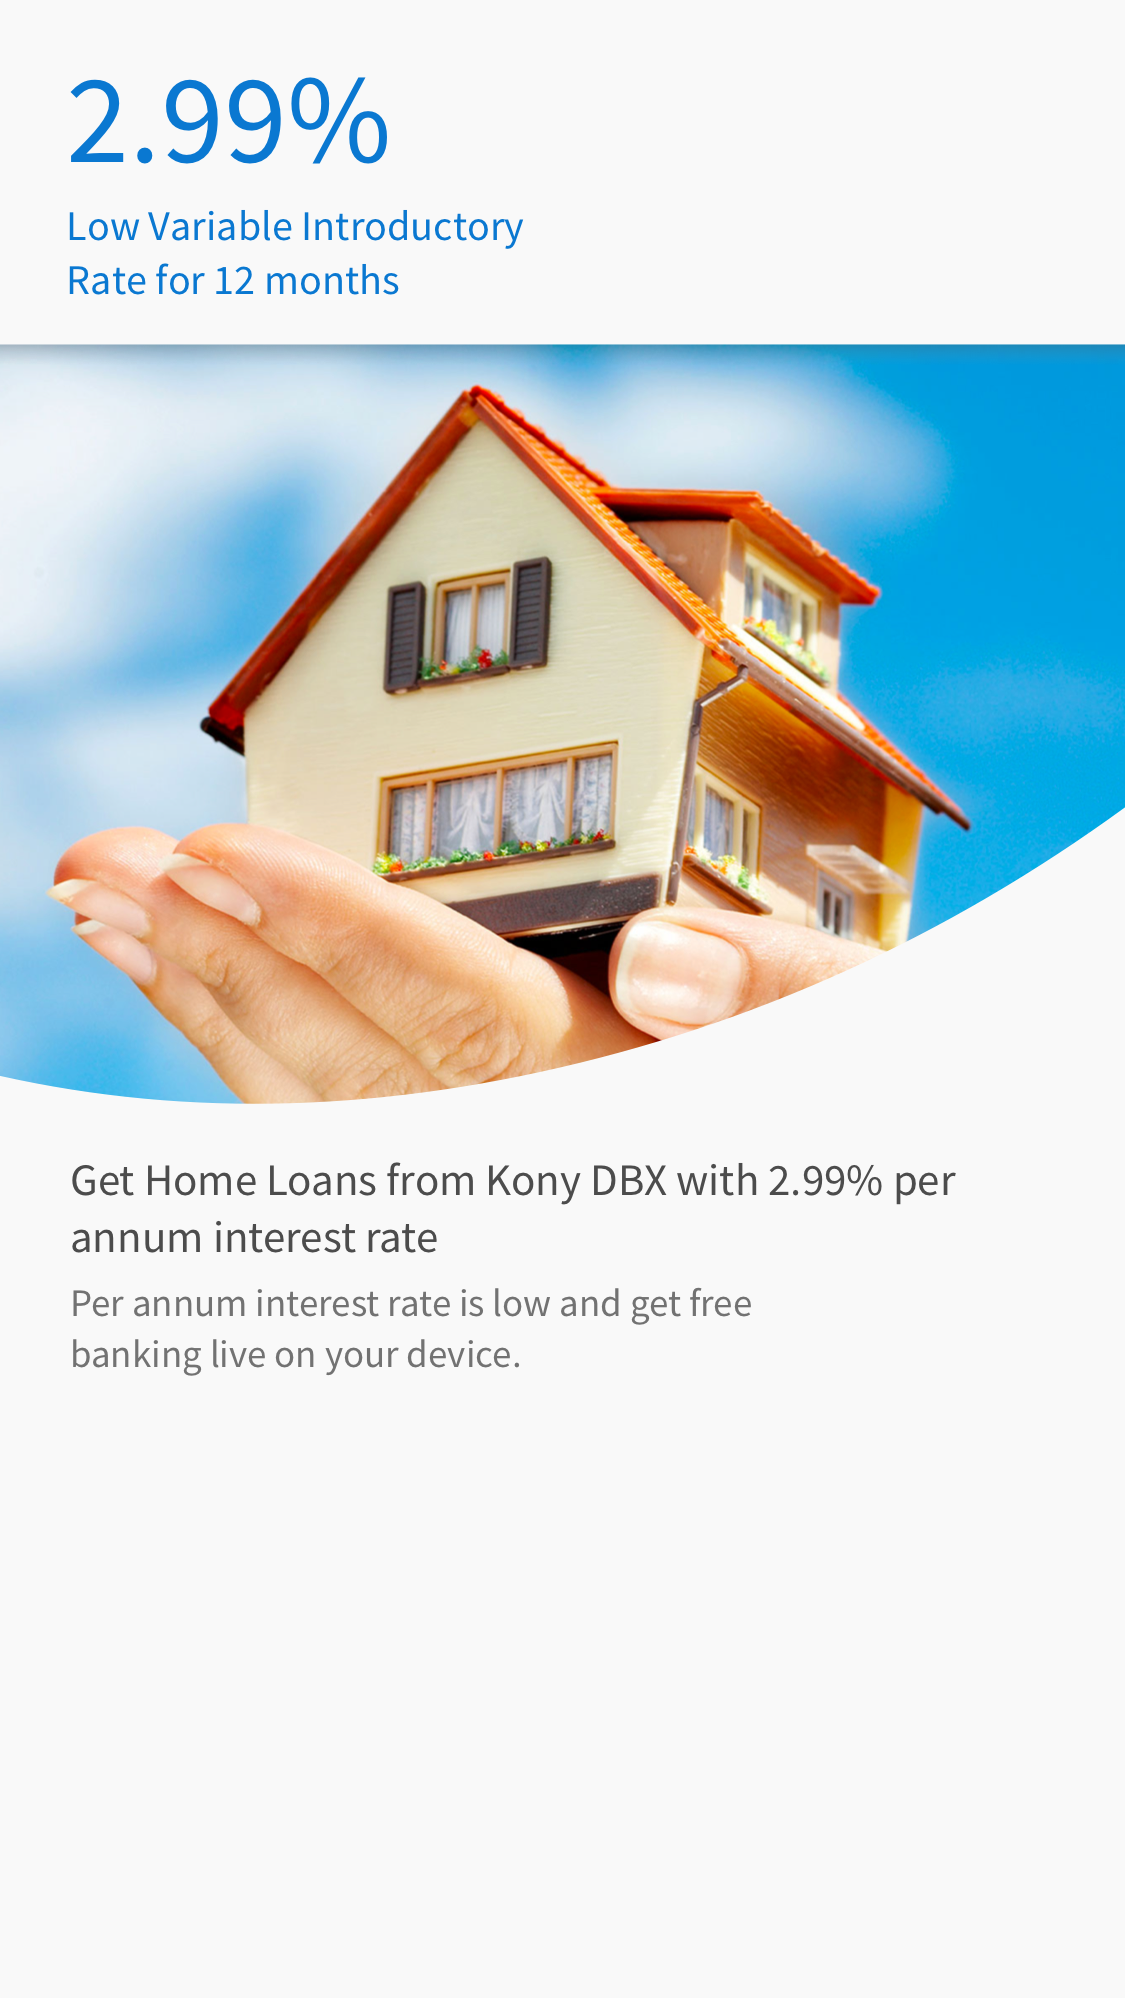 2.99%
Low Variable Introductory
Rate for 12 months
Get Home Loans from Kony DBX with 2.99% per
annum interest rate
Per annum interest rate is low and get free
banking live on your device.